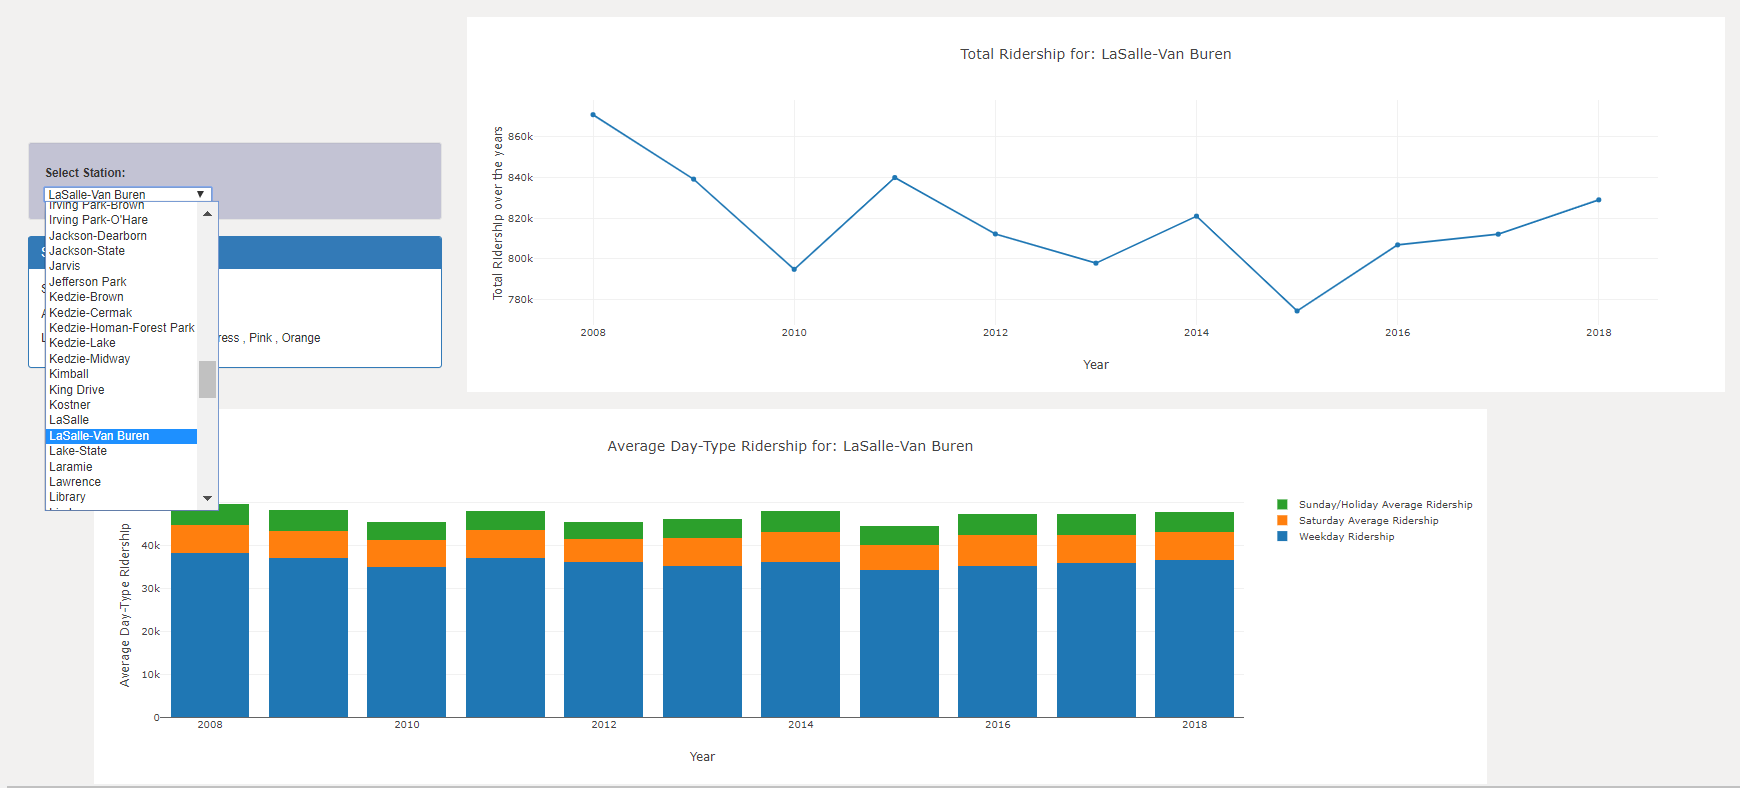 Total Ridership for: LaSalle-Van Buren
Total RIdership over the years
860k
840k
820k
800k
780k
2008
2010
2012
2014
2016
2018
Year
Select Station:
LaSalle-Van Buren
Irving Park-Brown
Irving Park-O'Hare
Jackson-Dearborn
Jackson-State
Jarvis
Jefferson Park
Kedzie-Brown
Kedzie-Cermak
Kedzie-Homan-Forest Park
Kedzie-Lake
Kedzie-Midway
Kimball
King Drive
Kostner
LaSalle
LaSalle-Van Buren
Lake-State
Laramie
Lawrence
Library
ress , Pink , Orange
Average Day-Type Ridership for: LaSalle-Van Buren
Average Day-Type RIdership
40k
30k
20k
10k
0
2008
2010
2012
2014
2016
2018
Year
Sunday/Holiday Average Ridership
Saturday Average Ridership
Weekday Ridership